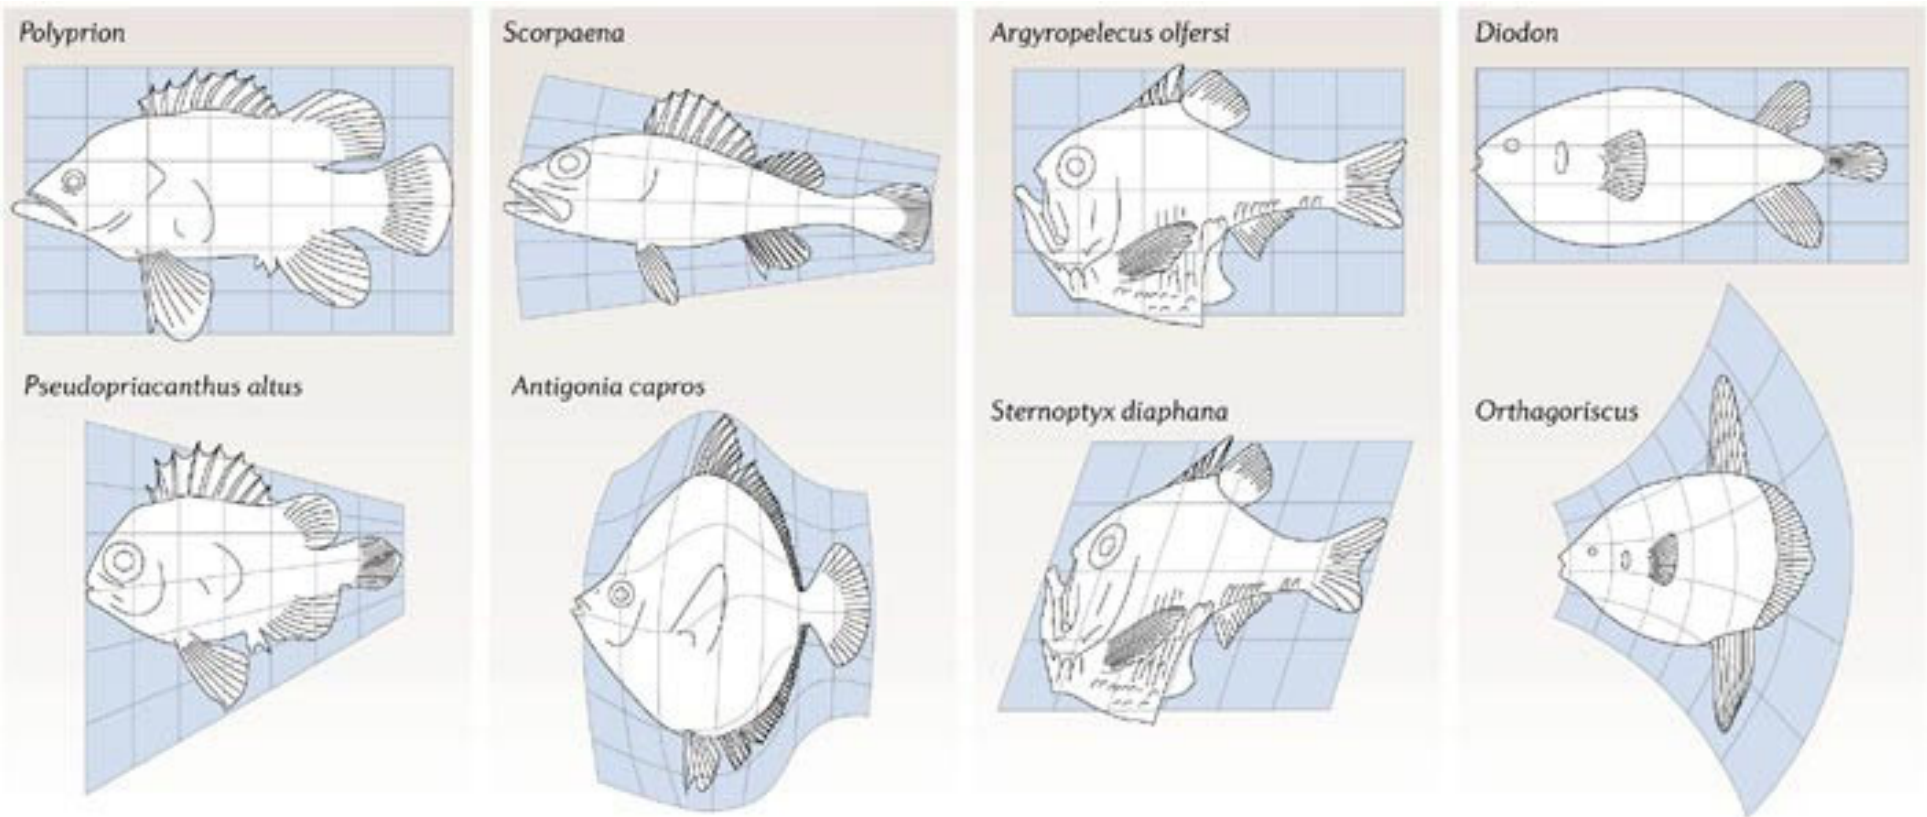 Polyprion
Scorpaena
Argyropelecus olfersi
Diodon
Pseudopriacanthus altus
Antigonia capros
Sternoptyx diaphana
Orthagoriscus